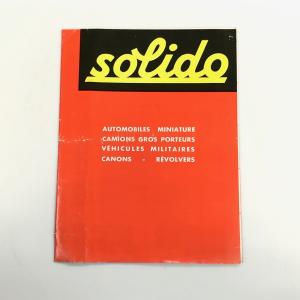 solido
AUTOMOBILES MINIATURE
CAMIONS GROS PORTEURS
VÉHICULES MILITAIRES
CANONS - RÉVOLVERS